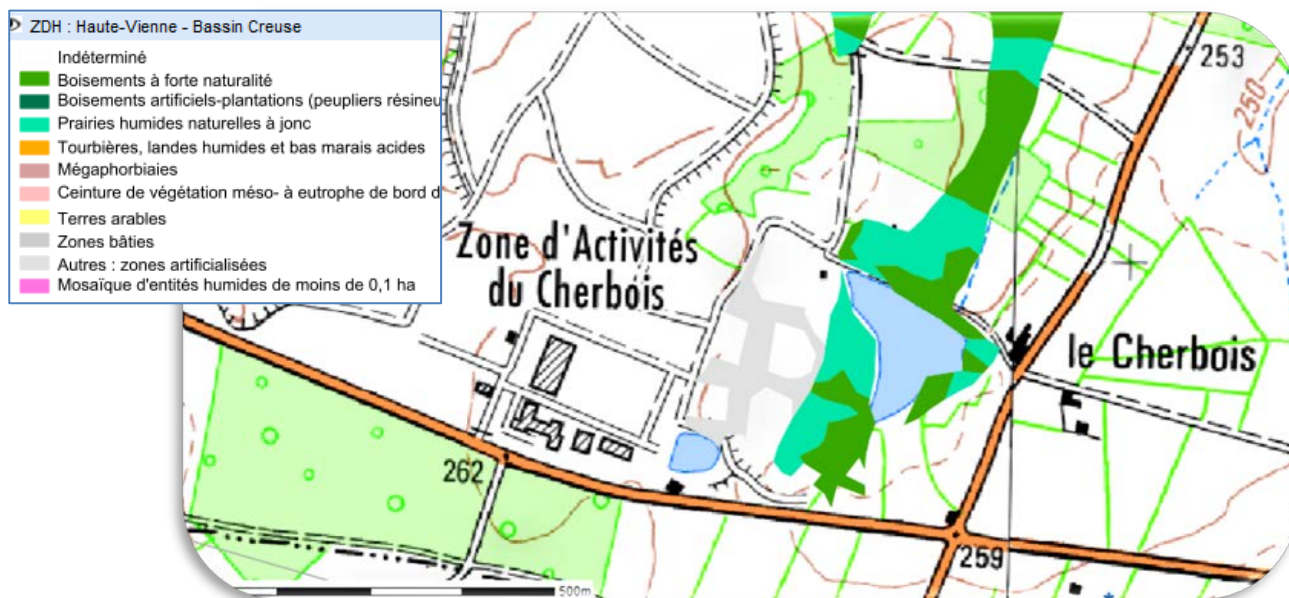 ZDH : Haute-Vienne - Bassin Creuse
Indéterminé
Boisements à forte naturalité
Boisements artificiels-plantations (peupliers résineu
Prairies humides naturelles à jonc
Tourbières, landes humides et bas marais acides
Mégaphorbiaies
Ceinture de végétation méso- à eutrophe de bord d
Terres arables
Zones bâties
Autres : zones artificialisées
Mosaïque d'entités humides de moins de 0,1 ha
253
250
Zone d'Activités
du Cherbois
le Cherbois
262
259
500m